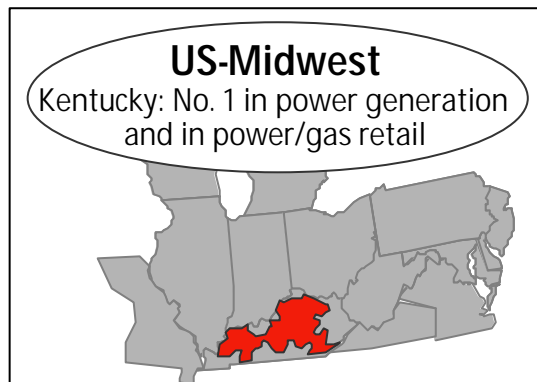 US-Midwest
Kentucky: No. 1 in power generation
and in power/gas retail